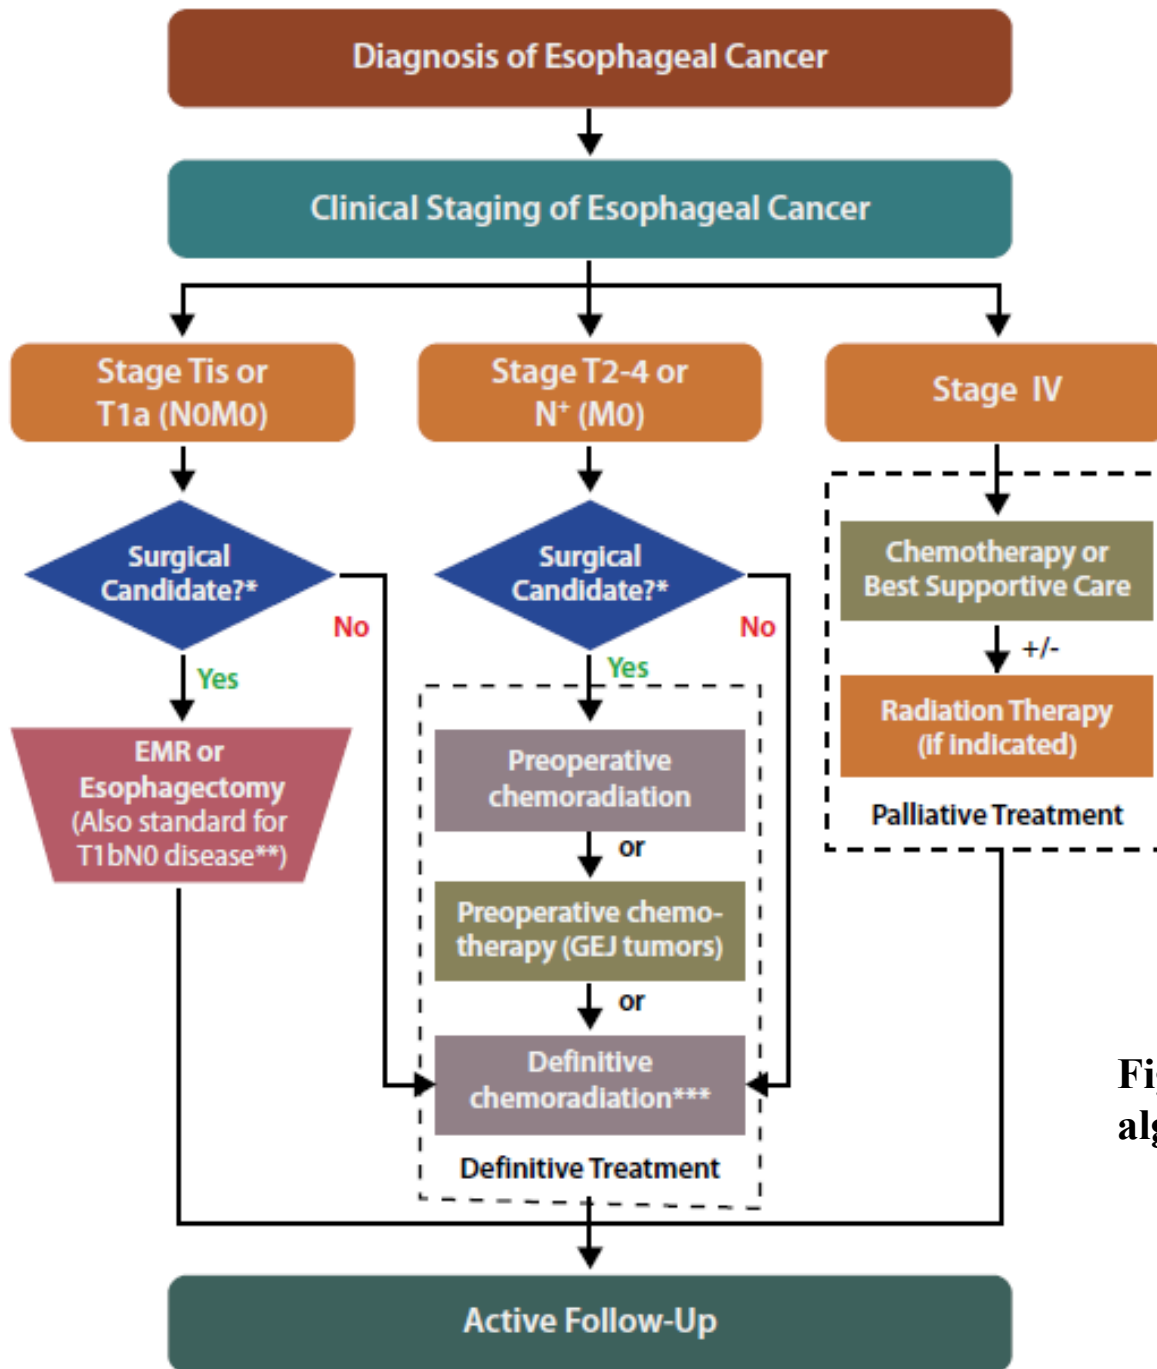 Diagnosis of Esophageal Cancer
Clinical Staging of Esophageal Cancer
Stage Tis or
T1a (N0M0)
Stage T2-4 or
N⁺ (M0)
Stage IV
Surgical
Candidate?*
No
Yes
Surgical
Candidate?*
No
Yes
Chemotherapy or
Best Supportive Care
+/-
Radiation Therapy
(if indicated)
Palliative Treatment
EMR or
Esophagectomy
(Also standard for
T1bN0 disease**)
Preoperative
chemoradiation
or
Preoperative chemo-
therapy (GEJ tumors)
or
Definitive
chemoradiation***
Definitive Treatment
Active Follow-Up